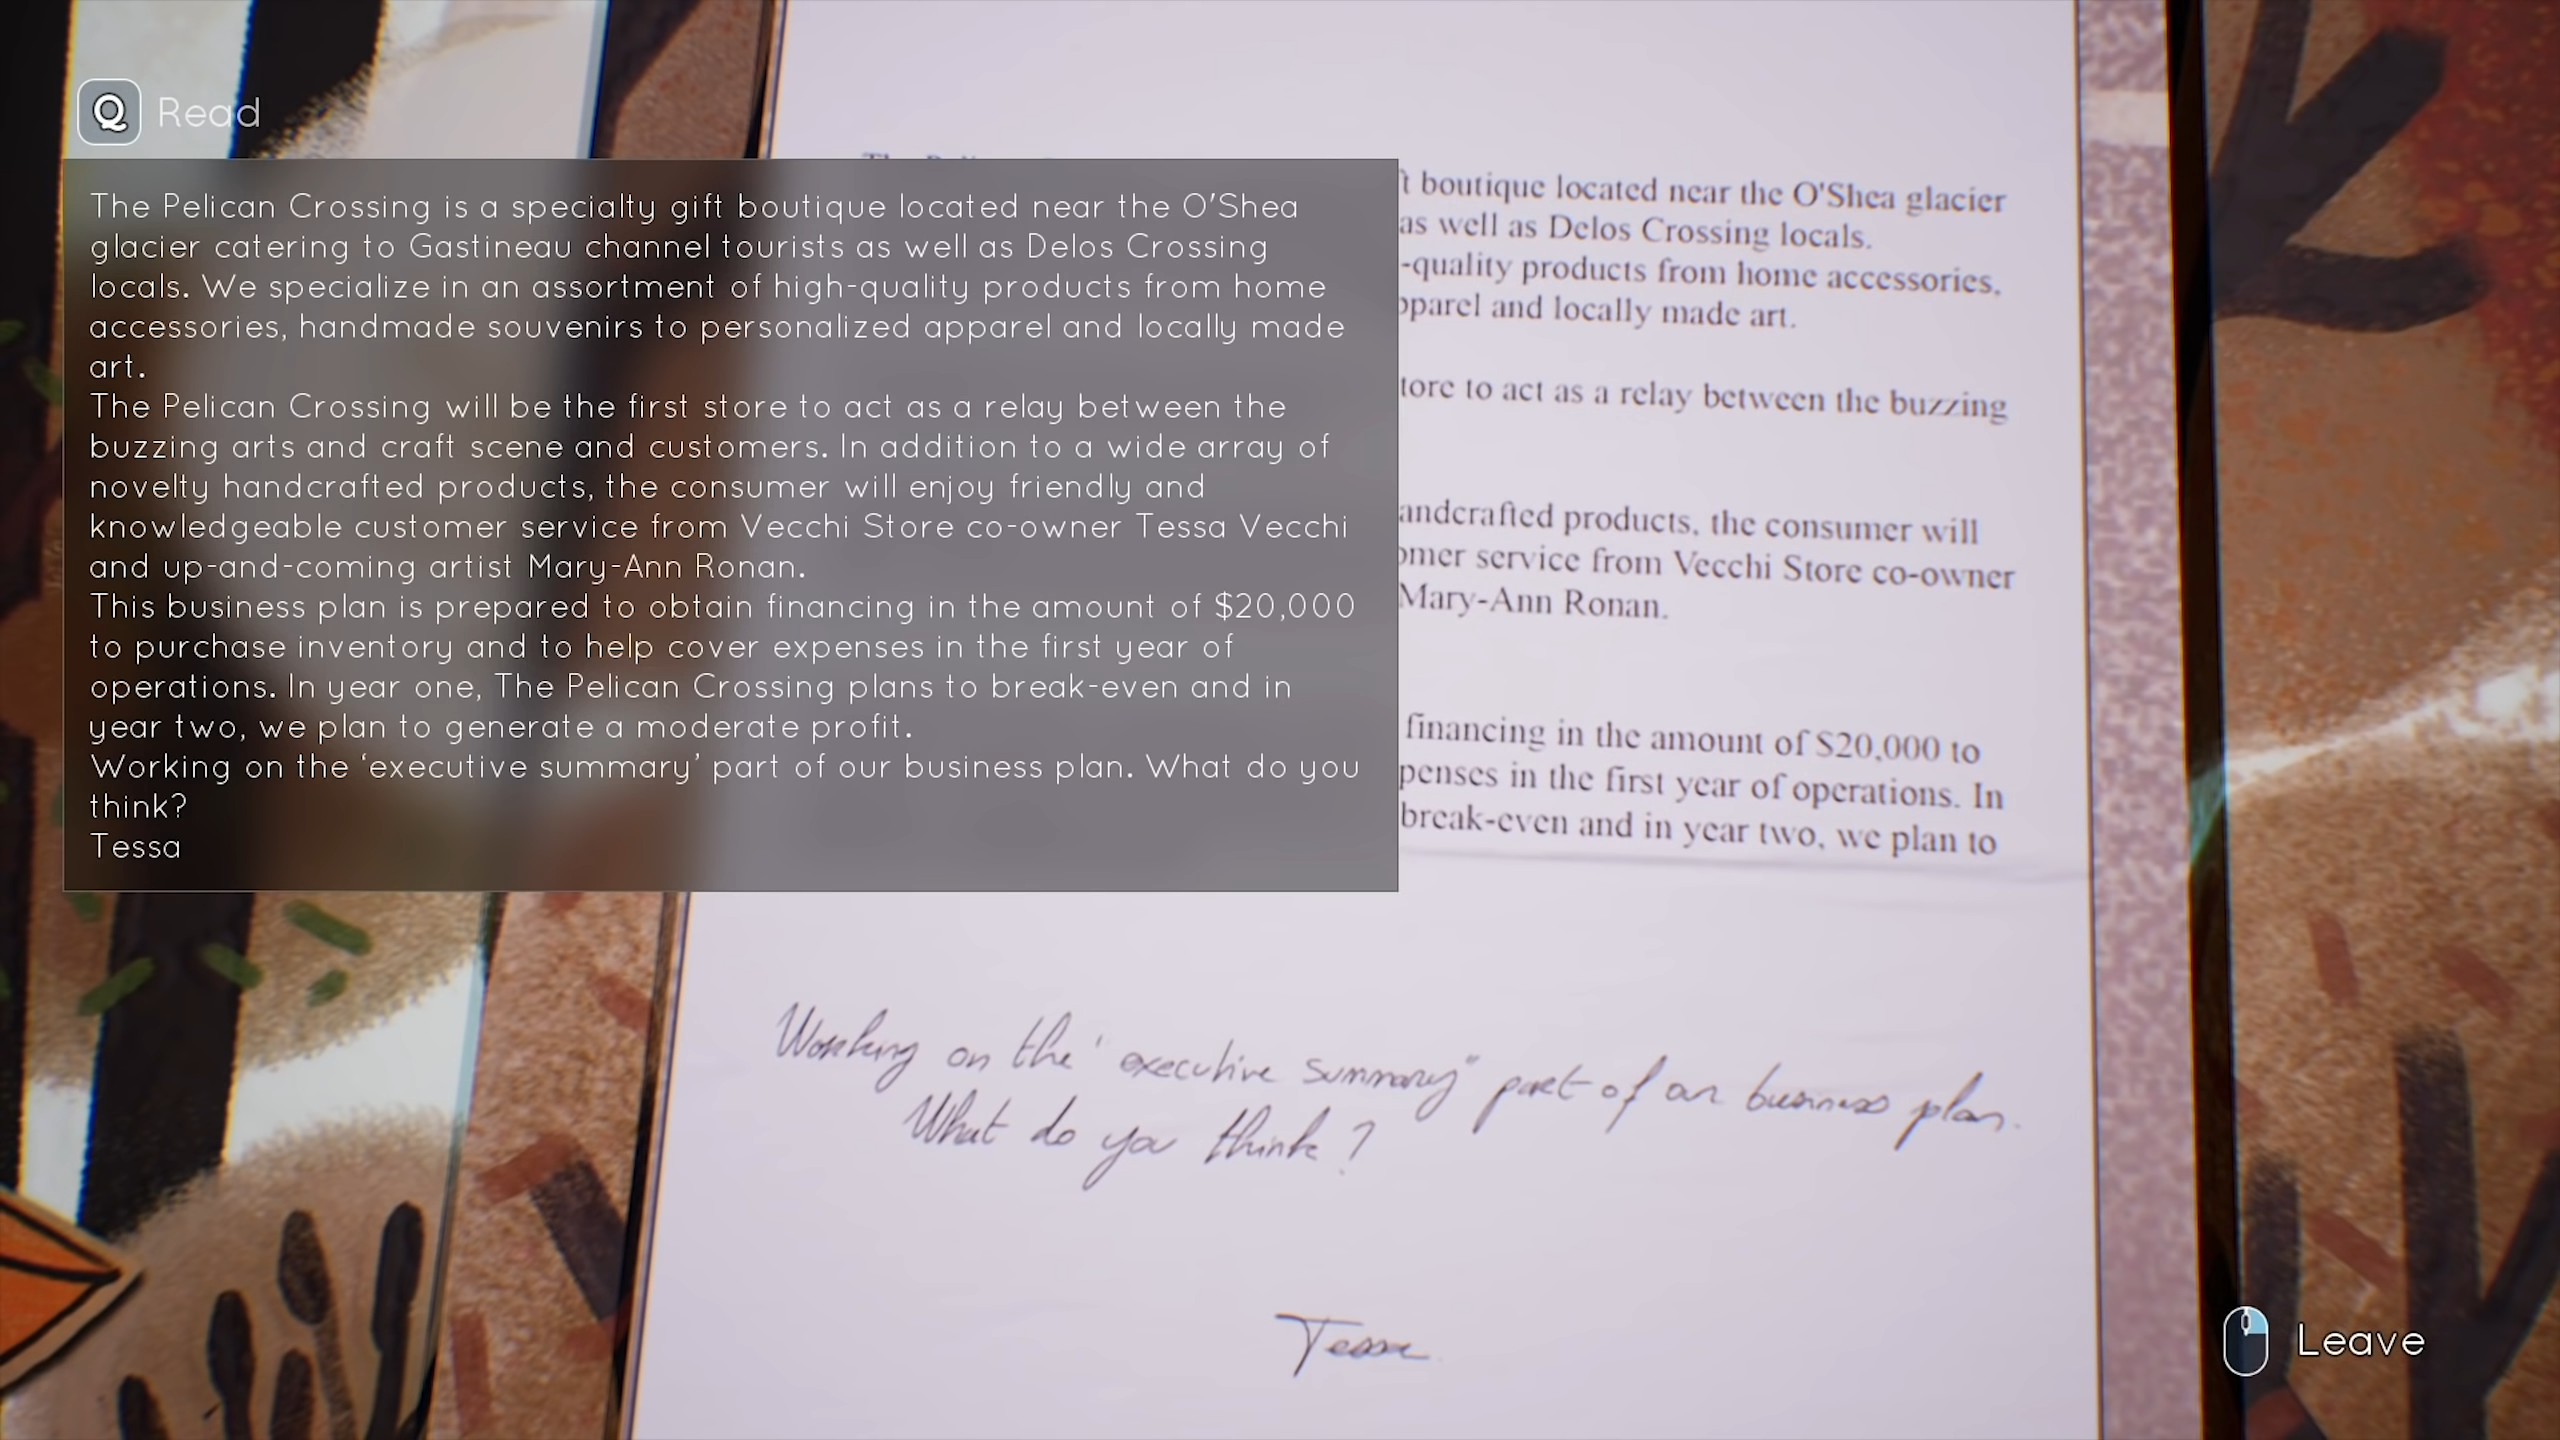 Q Read
The Pelican Crossing is a specialty gift boutique located near the O'Shea
glacier catering to Gastineau channel tourists as well as Delos Crossing
locals. We specialize in an assortment of high-quality products from home
accessories, handmade souvenirs to personalized apparel and locally made
art.
The Pelican Crossing will be the first store to act as a relay between the
buzzing arts and craft scene and customers. In addition to a wide array of
novelty handcrafted products, the consumer will enjoy friendly and
knowledgeable customer service from Vecchi Store co-owner Tessa Vecchi
and up-and-coming artist Mary-Ann Ronan.
This business plan is prepared to obtain financing in the amount of $20,000
to purchase inventory and to help cover expenses in the first year of
operations. In year one, The Pelican Crossing plans to break-even and in
year two, we plan to generate a moderate profit.
Working on the ‘executive summary’ part of our business plan. What do you
think?
Tessa
boutique located near the O'Shea glacier
as well as Delos Crossing locals.
-quality products from home accessories,
pparel and locally made art.
tore to act as a relay between the buzzing
andcrafted products, the consumer will
omer service from Vecchi Store co-owner
Mary-Ann Ronan.
financing in the amount of $20,000 to
penses in the first year of operations. In
break-even and in year two, we plan to
Working on the 'executive summary" part of our business plan.
What do you think?
Tessa
Leave